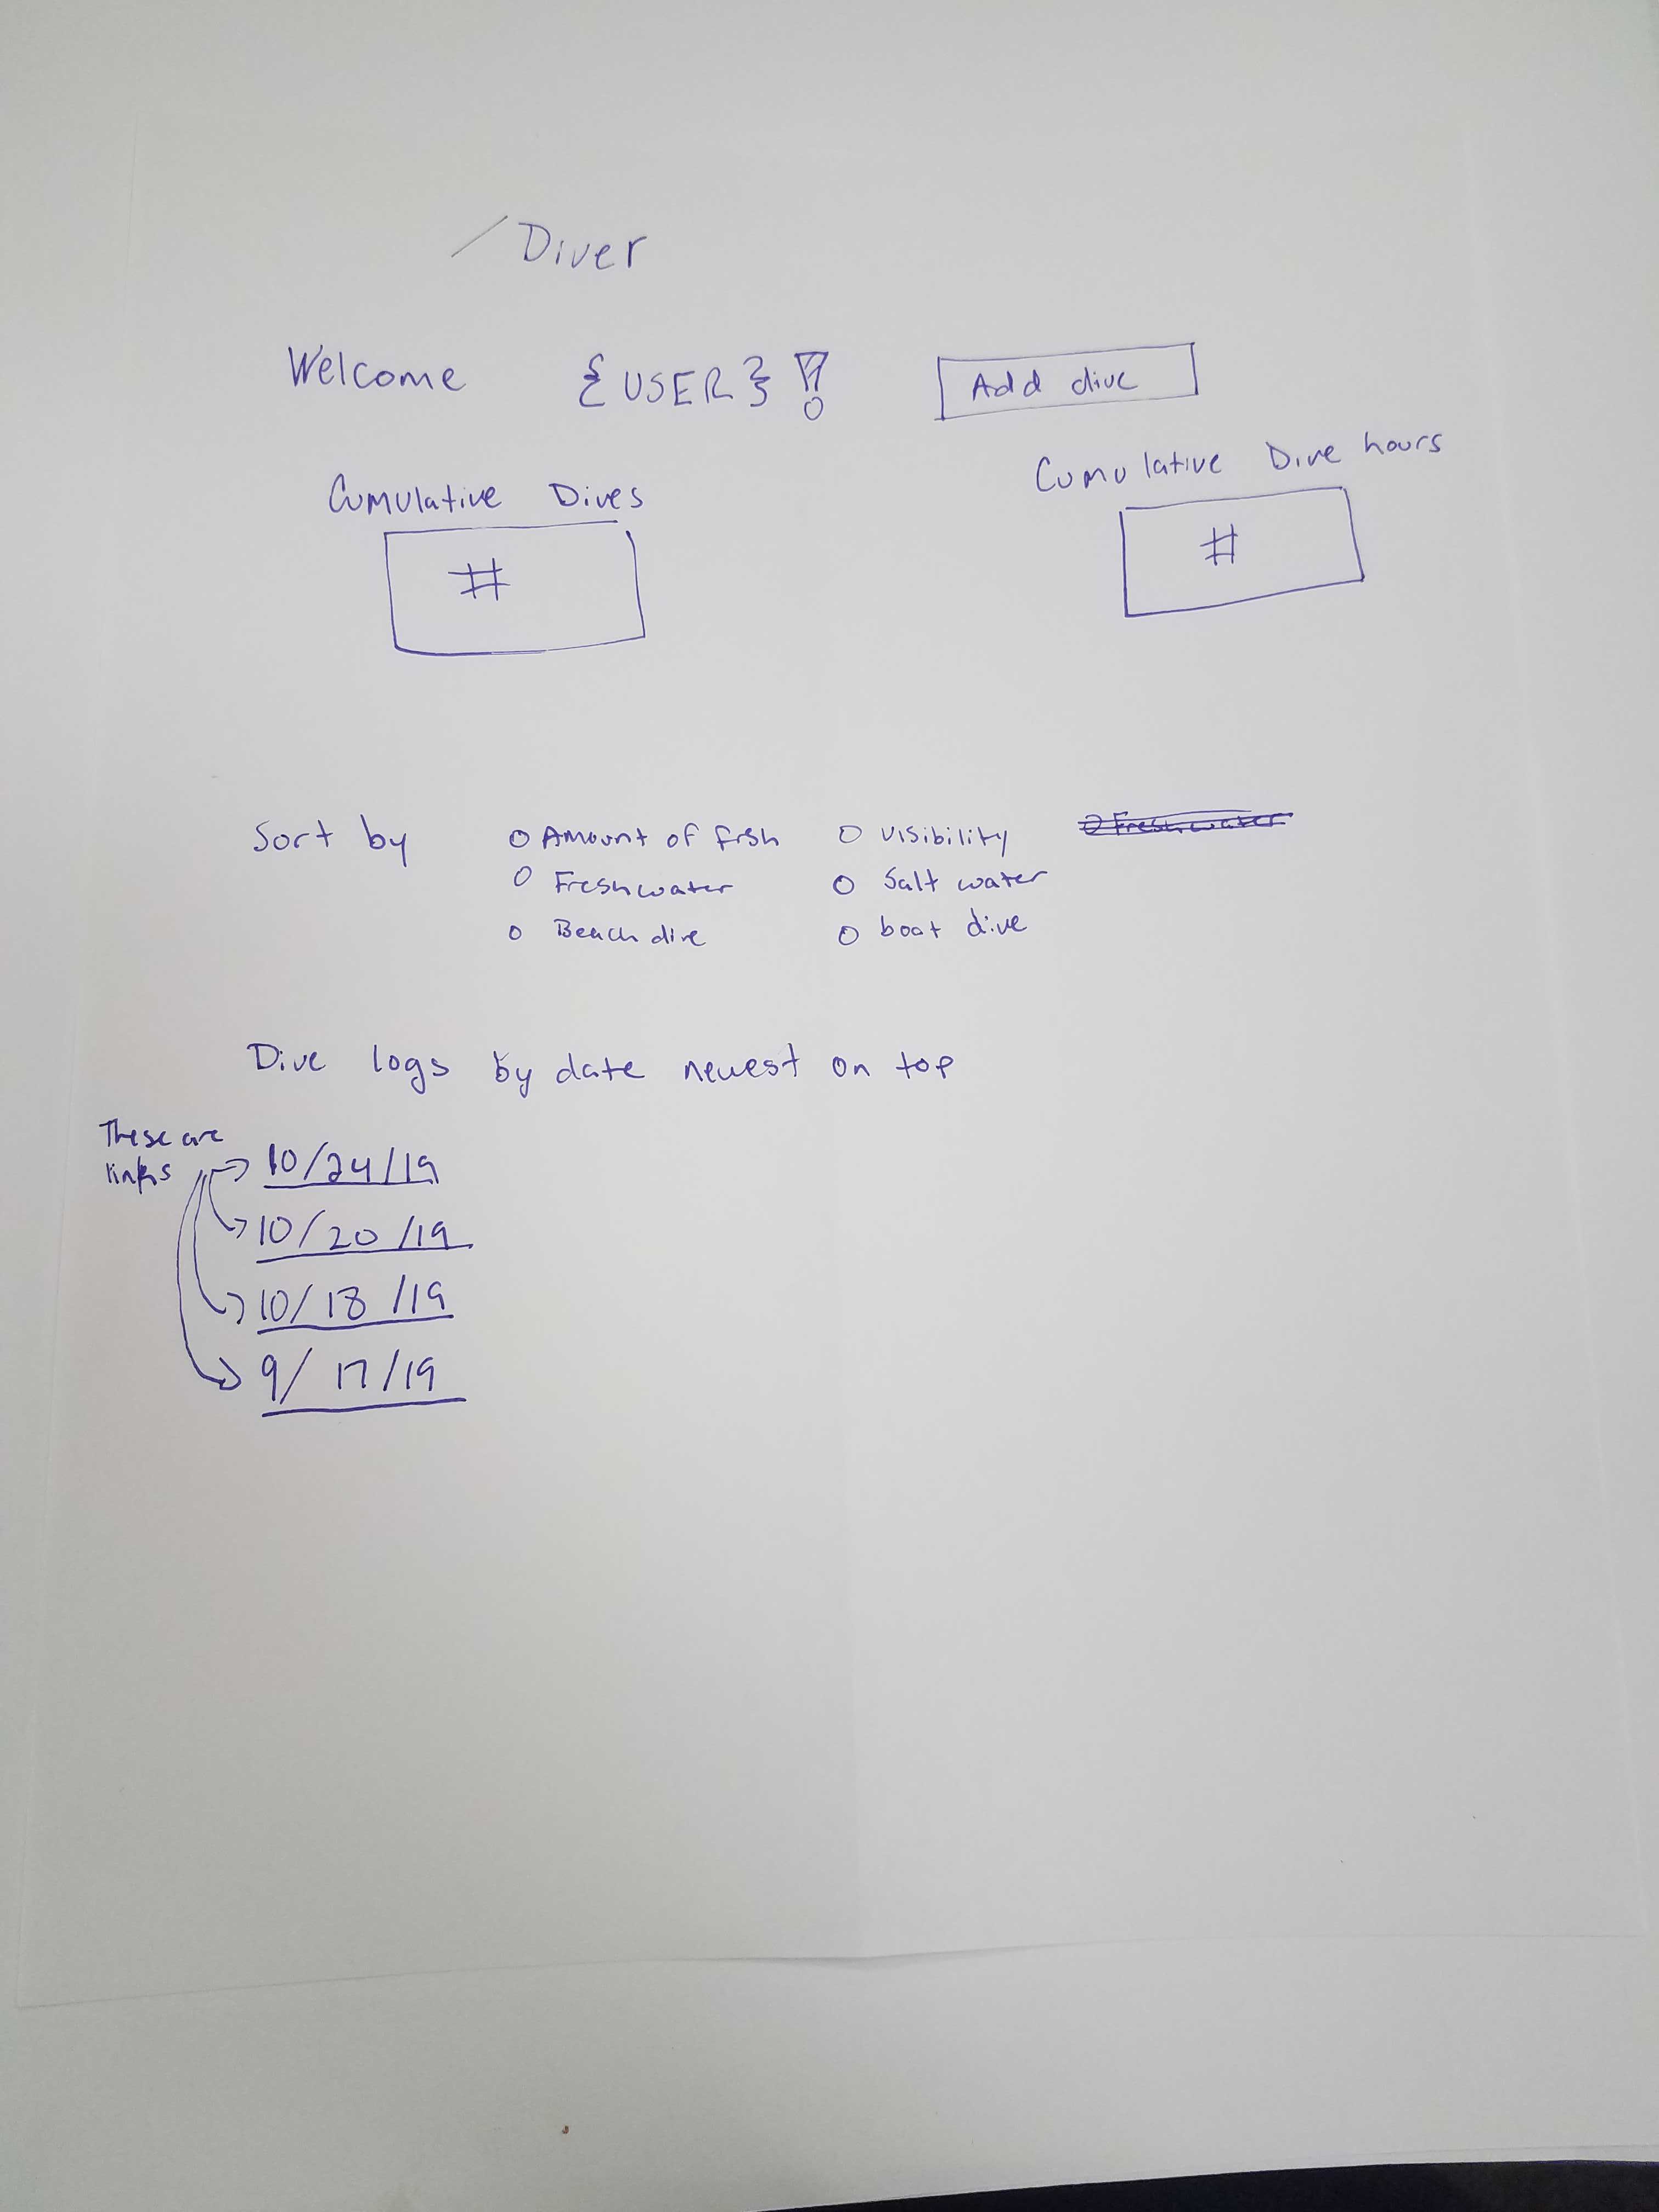 /Diver
Welcome {USER}! Add dive
Cumulative Dives
#
Cumulative Dive hours
#
Sort by
O Amount of fish O Visibility O Freshwater
O Freshwater O Salt water
O Beach dive O boat dive
Dive logs by date newest on top
These are
links
10/24/19
10/20/19
10/18/19
9/17/19